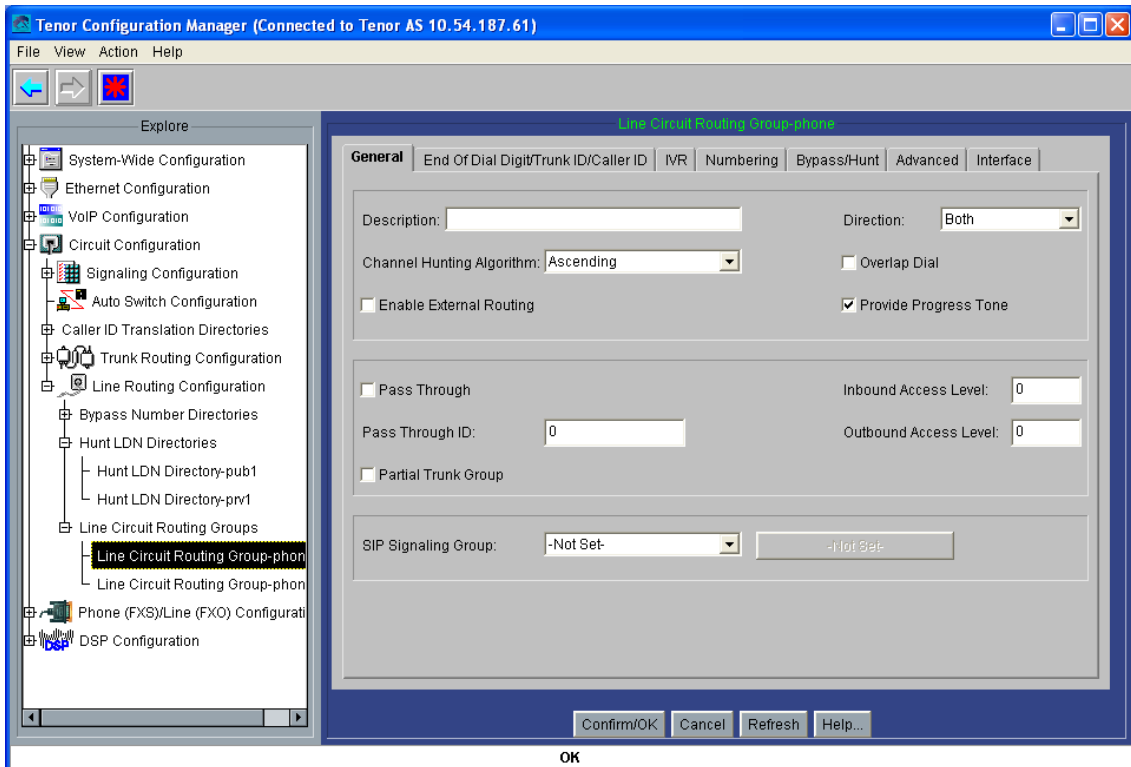 Tenor Configuration Manager (Connected to Tenor AS 10.54.187.61)
File View Action Help
Explore
System-Wide Configuration
Ethernet Configuration
VoIP Configuration
Circuit Configuration
Signaling Configuration
Auto Switch Configuration
Caller ID Translation Directories
Trunk Routing Configuration
Line Routing Configuration
Bypass Number Directories
Hunt LDN Directories
Hunt LDN Directory-pub1
Hunt LDN Directory-prv1
Line Circuit Routing Groups
Line Circuit Routing Group-phon
Line Circuit Routing Group-phon
Phone (FXS)/Line (FXO) Configurati
DSP DSP Configuration
Line Circuit Routing Group-phone
General End Of Dial Digit/Trunk ID/Caller ID IVR Numbering Bypass/Hunt Advanced Interface
Description: Direction: Both
Channel Hunting Algorithm: Ascending Overlap Dial
Enable External Routing Provide Progress Tone
Pass Through Inbound Access Level: 0
Pass Through ID: 0 Outbound Access Level: 0
Partial Trunk Group
SIP Signaling Group: -Not Set- -Not Set-
Confirm/OK Cancel Refresh Help...
OK